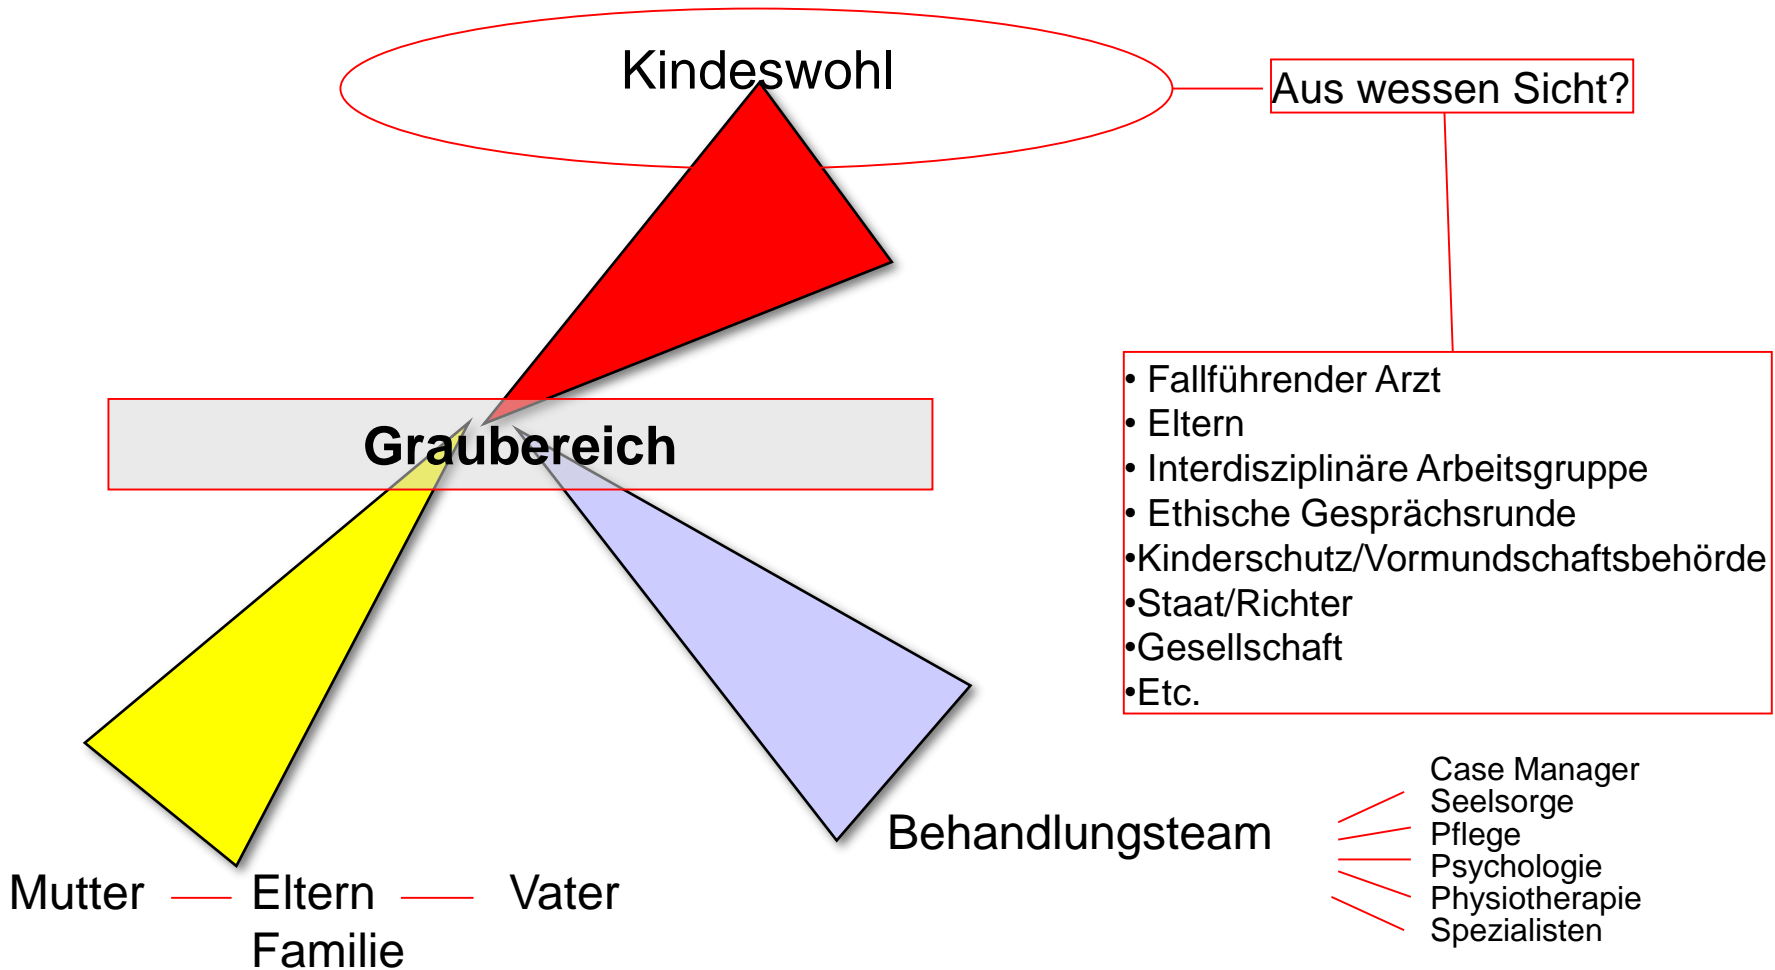 Kindeswohl
Aus wessen Sicht?
• Fallführender Arzt
• Eltern
• Interdisziplinäre Arbeitsgruppe
• Ethische Gesprächsrunde
•Kinderschutz/Vormundschaftsbehörde
•Staat/Richter
•Gesellschaft
•Etc.
Graubereich
Behandlungsteam
Case Manager
Seelsorge
Pflege
Psychologie
Physiotherapie
Spezialisten
Mutter Eltern Vater
Familie